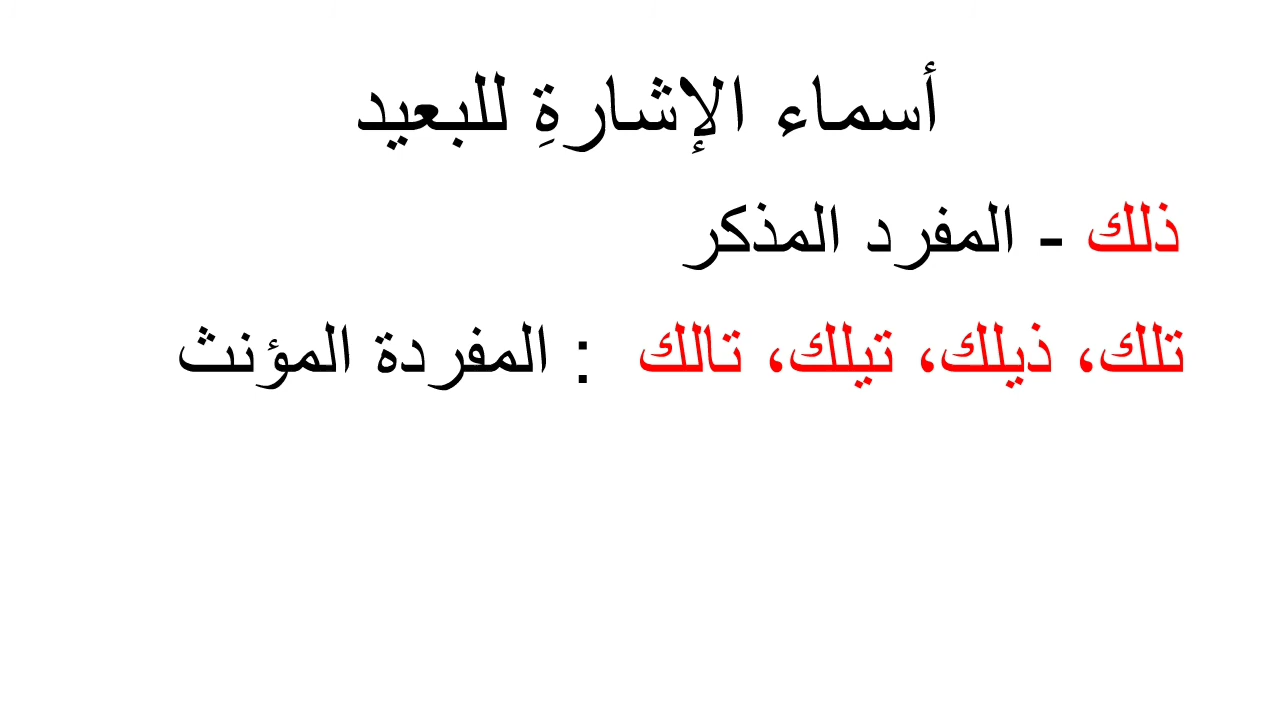 أسماء الإشارةِ للبعيد
ذلك - المفرد المذكر
تلك، ذيلك، تيلك، تالك : المفردة المؤنث